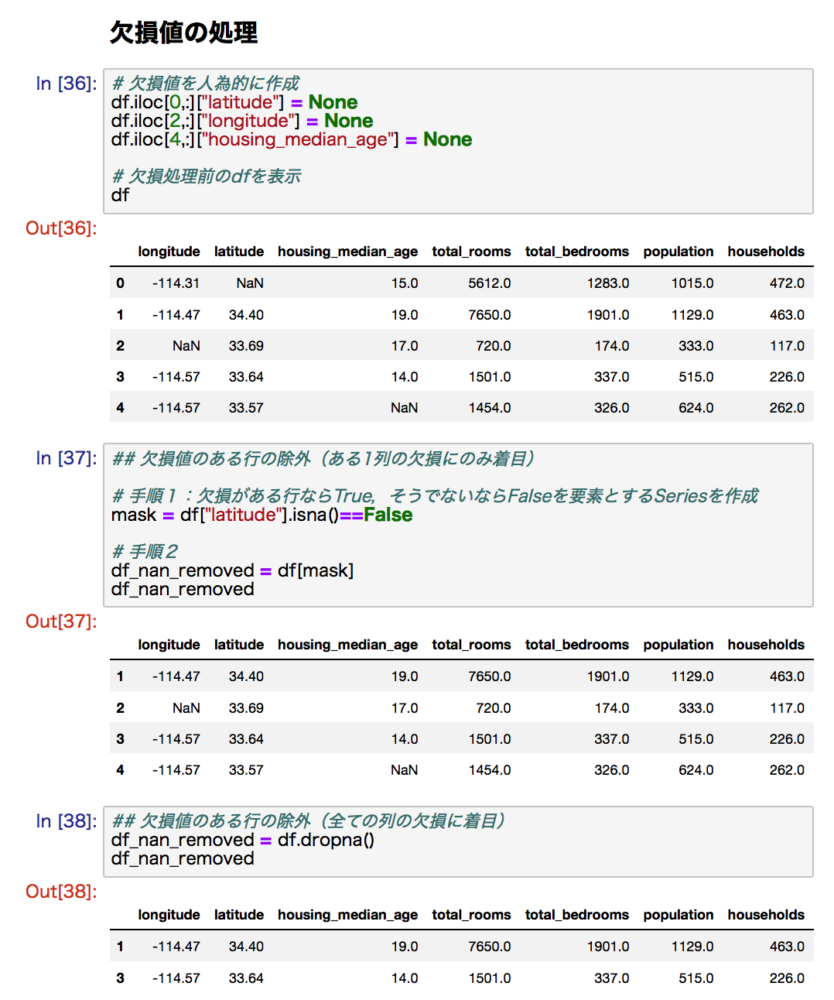 欠損値の処理
In [36]:
# 欠損値を人為的に作成
df.iloc[0,:]["latitude"] = None
df.iloc[2,:]["longitude"] = None
df.iloc[4,:]["housing_median_age"] = None
# 欠損処理前のdfを表示
df
Out[36]:
longitude latitude housing_median_age total_rooms total_bedrooms population households
0 -114.31 NaN 15.0 5612.0 1283.0 1015.0 472.0
1 -114.47 34.40 19.0 7650.0 1901.0 1129.0 463.0
2 NaN 33.69 17.0 720.0 174.0 333.0 117.0
3 -114.57 33.64 14.0 1501.0 337.0 515.0 226.0
4 -114.57 33.57 NaN 1454.0 326.0 624.0 262.0
In [37]:
## 欠損値のある行の除外（ある1列の欠損にのみ着目）
# 手順１：欠損がある行ならTrue，そうでないならFalseを要素とするSeriesを作成
mask = df["latitude"].isna()==False
# 手順２
df_nan_removed = df[mask]
df_nan_removed
Out[37]:
longitude latitude housing_median_age total_rooms total_bedrooms population households
1 -114.47 34.40 19.0 7650.0 1901.0 1129.0 463.0
2 NaN 33.69 17.0 720.0 174.0 333.0 117.0
3 -114.57 33.64 14.0 1501.0 337.0 515.0 226.0
4 -114.57 33.57 NaN 1454.0 326.0 624.0 262.0
In [38]:
## 欠損値のある行の除外（全ての列の欠損に着目）
df_nan_removed = df.dropna()
df_nan_removed
Out[38]:
longitude latitude housing_median_age total_rooms total_bedrooms population households
1 -114.47 34.40 19.0 7650.0 1901.0 1129.0 463.0
3 -114.57 33.64 14.0 1501.0 337.0 515.0 226.0